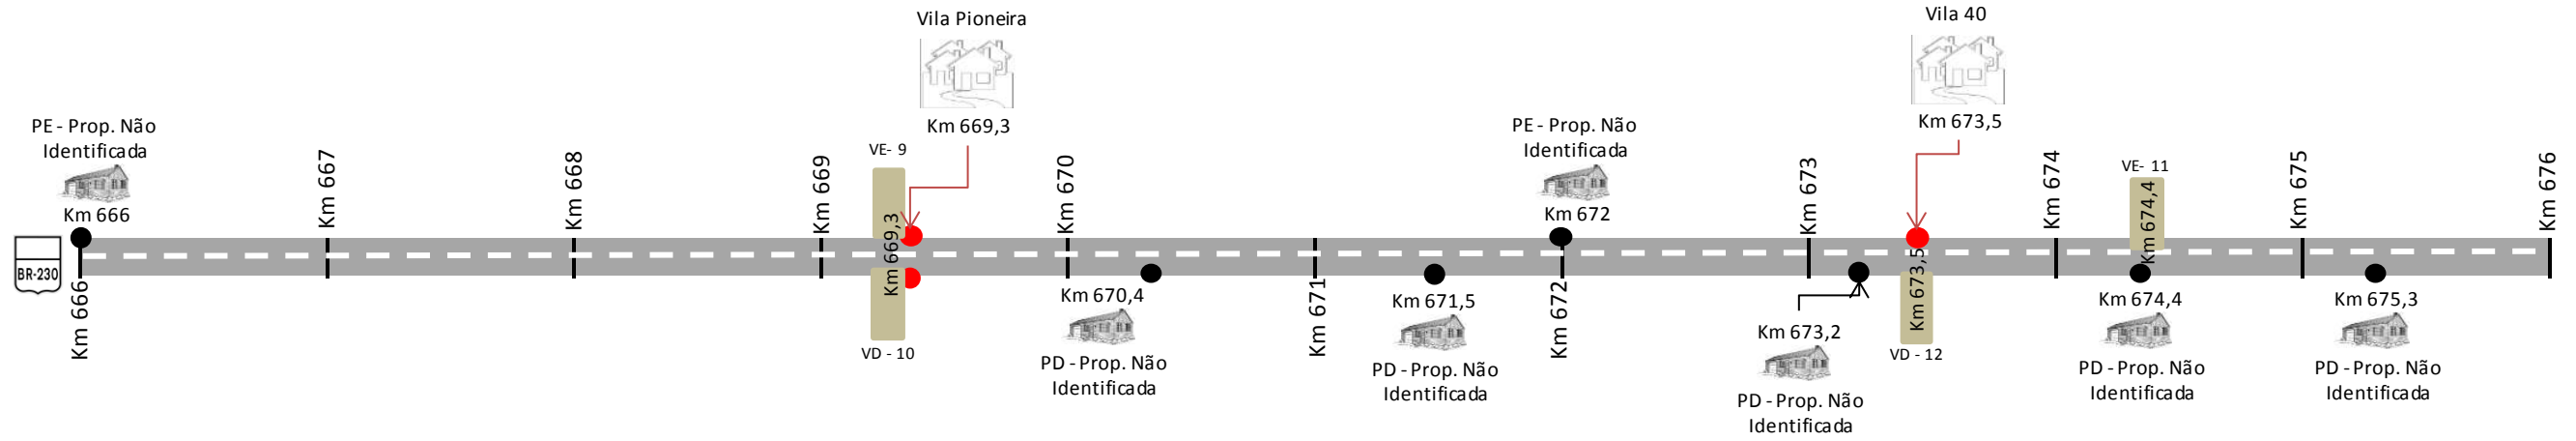 Vila Pioneira
Km 669,3
Vila 40
Km 673,5
PE - Prop. Não
Identificada
Km 666
PE - Prop. Não
Identificada
Km 672
VE- 9
VE- 11
BR-230
Km 666
Km 667
Km 668
Km 669
Km 669,3
Km 670
Km 671
Km 672
Km 673
Km 673,5
Km 674
Km 674,4
Km 675
Km 676
VD - 10
VD - 12
Km 670,4
PD - Prop. Não
Identificada
Km 671,5
PD - Prop. Não
Identificada
Km 673,2
PD - Prop. Não
Identificada
Km 674,4
PD - Prop. Não
Identificada
Km 675,3
PD - Prop. Não
Identificada